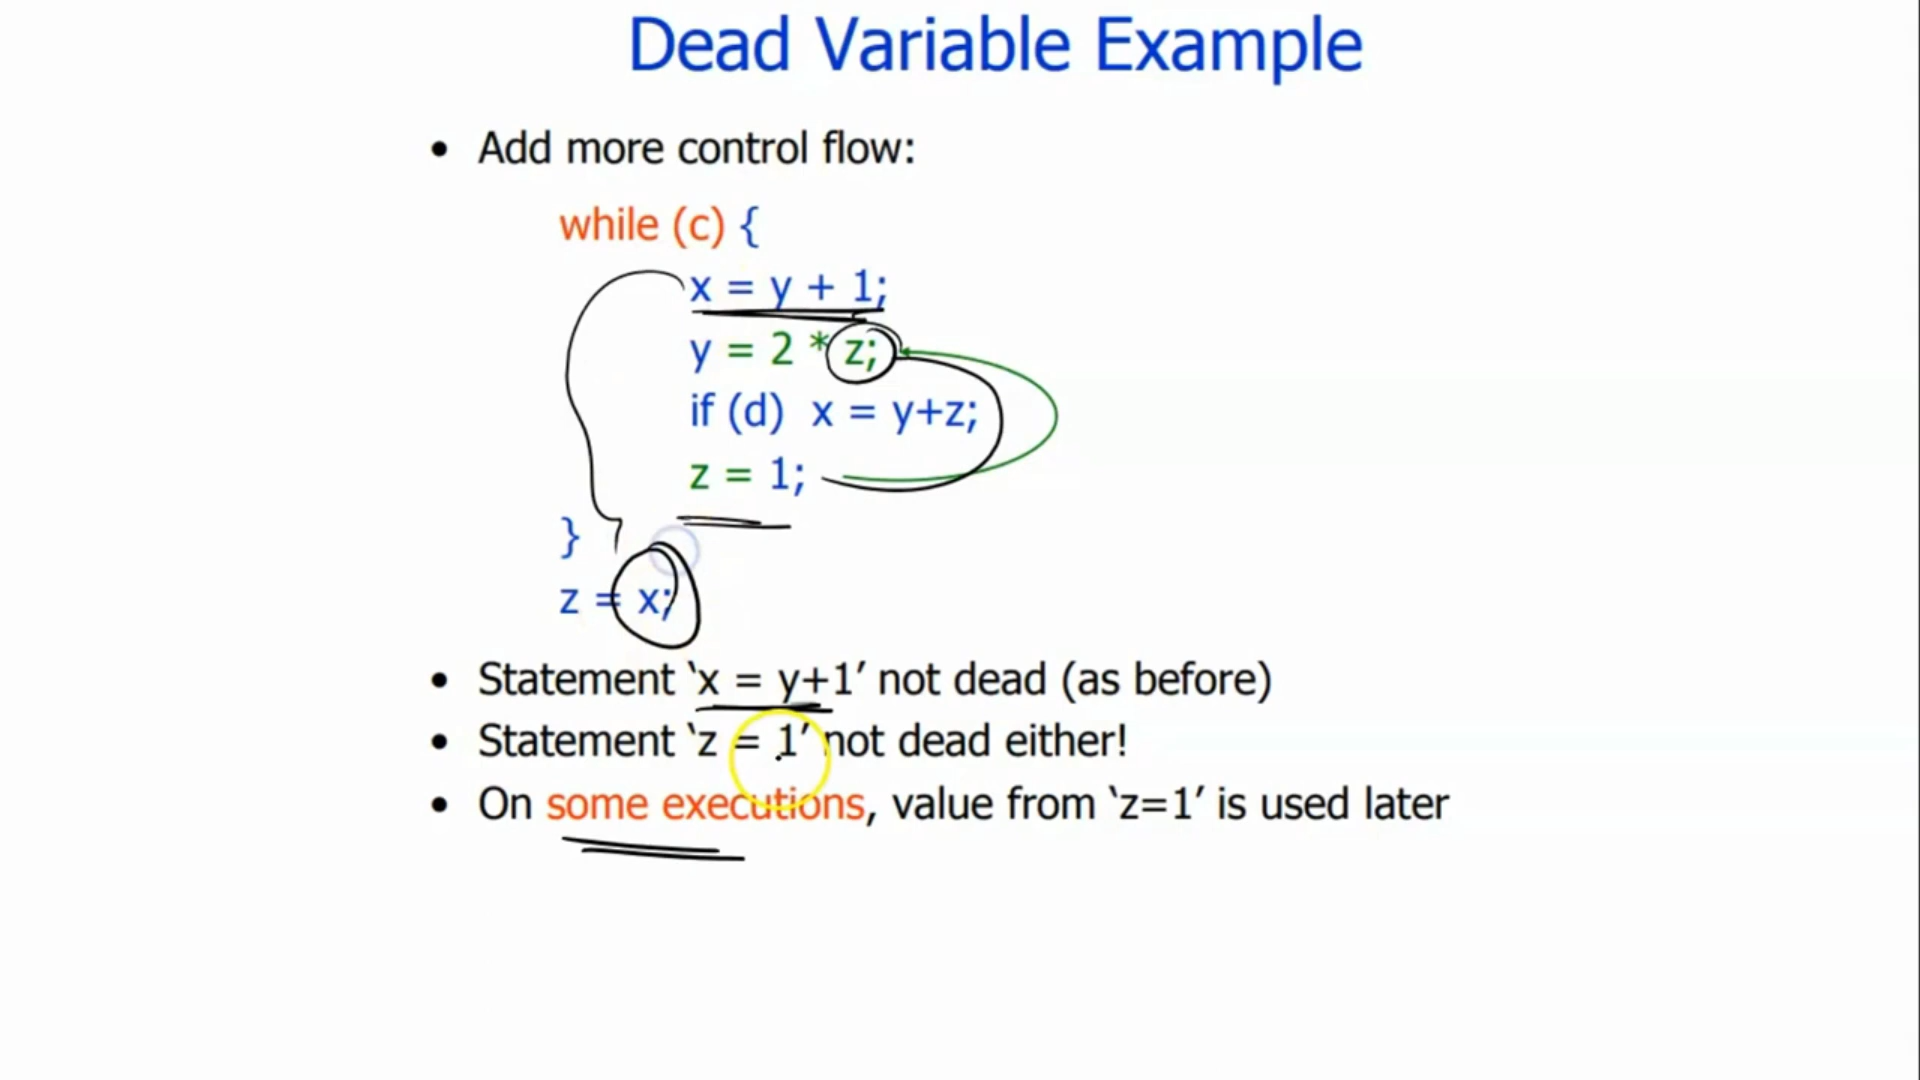 Dead Variable Example
• Add more control flow:
while (c) {
x = y + 1;
y = 2 * z;
if (d) x = y+z;
z = 1;
}
z = x;
• Statement ‘x = y+1’ not dead (as before)
• Statement ‘z = 1’ not dead either!
• On some executions, value from ‘z=1’ is used later